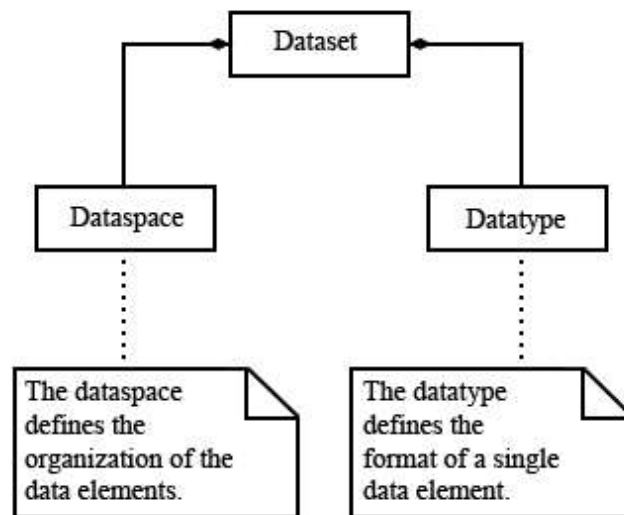 Dataset
Dataspace
Datatype
The dataspace
defines the
organization of the
data elements.
The datatype
defines the
format of a single
data element.